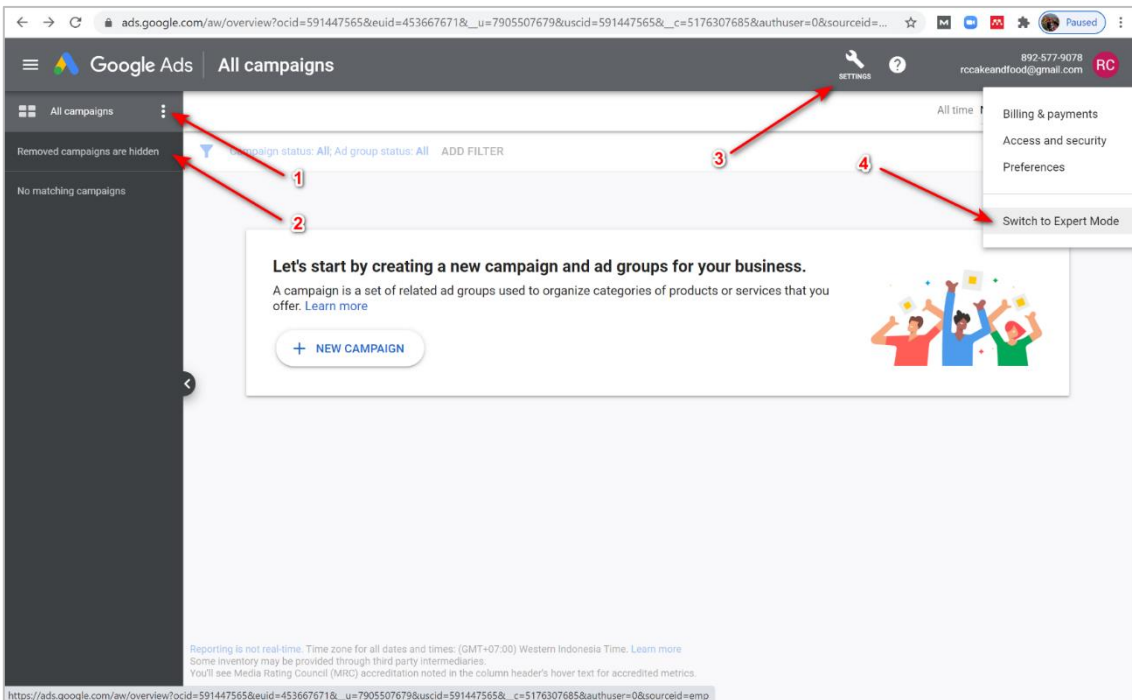 ads.google.com/aw/overview?ocid=591447565&euid=453667671&__u=7905507679&uscid=591447565&__c=5176307685&authuser=0&sourceid=...
M
Paused
Google Ads
All campaigns
SETTINGS
?
892-577-9078
rccakeandfood@gmail.com
RC
All campaigns
All time
Billing & payments
Access and security
Preferences
Switch to Expert Mode
Removed campaigns are hidden
Campaign status: All; Ad group status: All ADD FILTER
No matching campaigns
1
2
3
4
Let's start by creating a new campaign and ad groups for your business.
A campaign is a set of related ad groups used to organize categories of products or services that you
offer. Learn more
+ NEW CAMPAIGN
Reporting is not real-time. Time zone for all dates and times: (GMT+07:00) Western Indonesia Time. Learn more
Some inventory may be provided through third party intermediaries.
You'll see Media Rating Council (MRC) accreditation noted in the column header's hover text for accredited metrics.
https://ads.google.com/aw/overview?ocid=591447565&euid=453667671&__u=7905507679&uscid=591447565&__c=5176307685&authuser=0&sourceid=emp